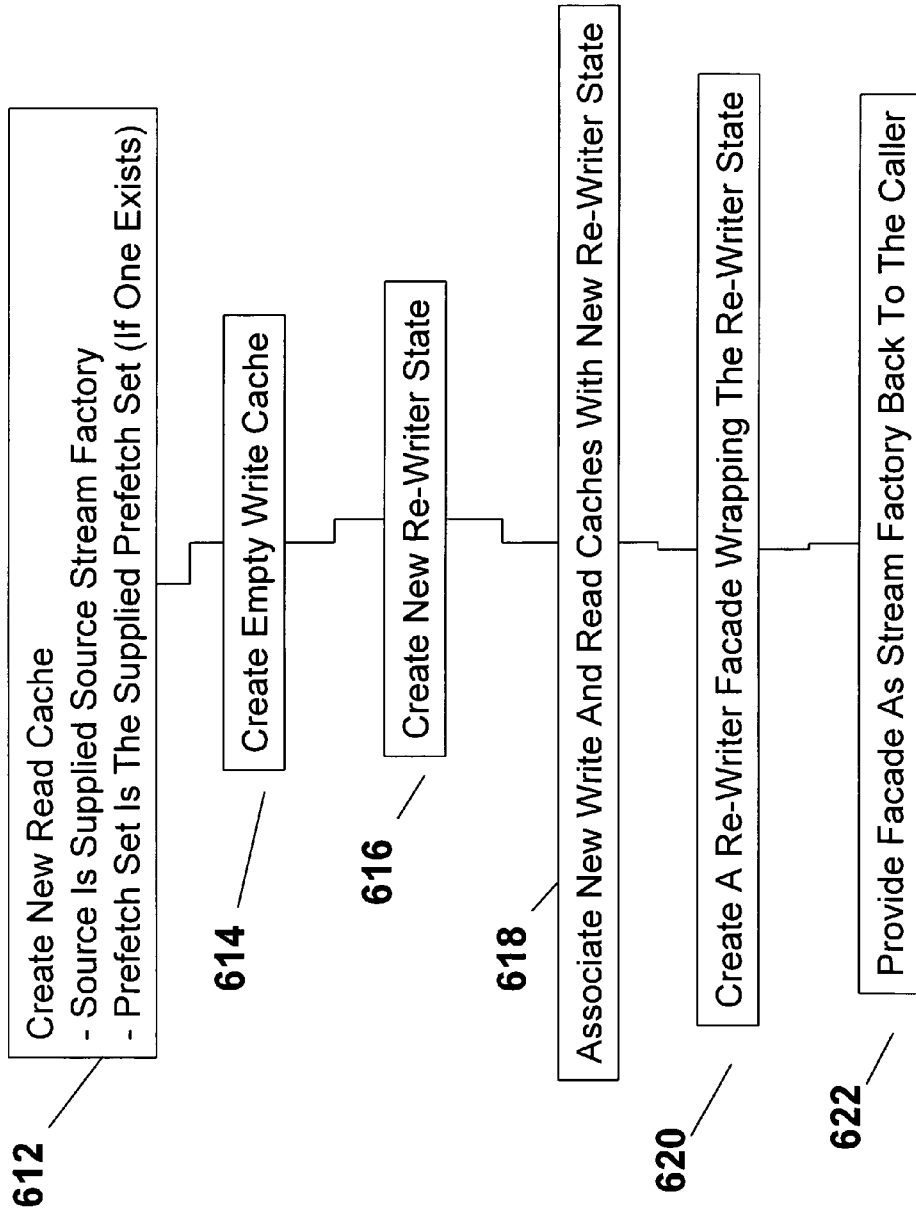 612
Create New Read Cache
- Source Is Supplied Source Stream Factory
- Prefetch Set Is The Supplied Prefetch Set (If One Exists)
614
Create Empty Write Cache
616
Create New Re-Writer State
618
Associate New Write And Read Caches With New Re-Writer State
620
Create A Re-Writer Facade Wrapping The Re-Writer State
622
Provide Facade As Stream Factory Back To The Caller